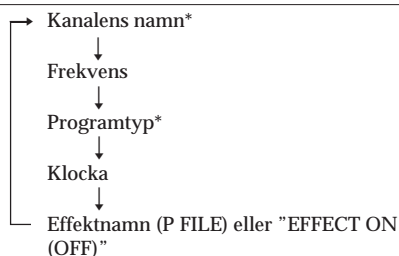 Kanalens namn*
Frekvens
Programtyp*
Klocka
Effektnamn (P FILE) eller ”EFFECT ON
(OFF)”